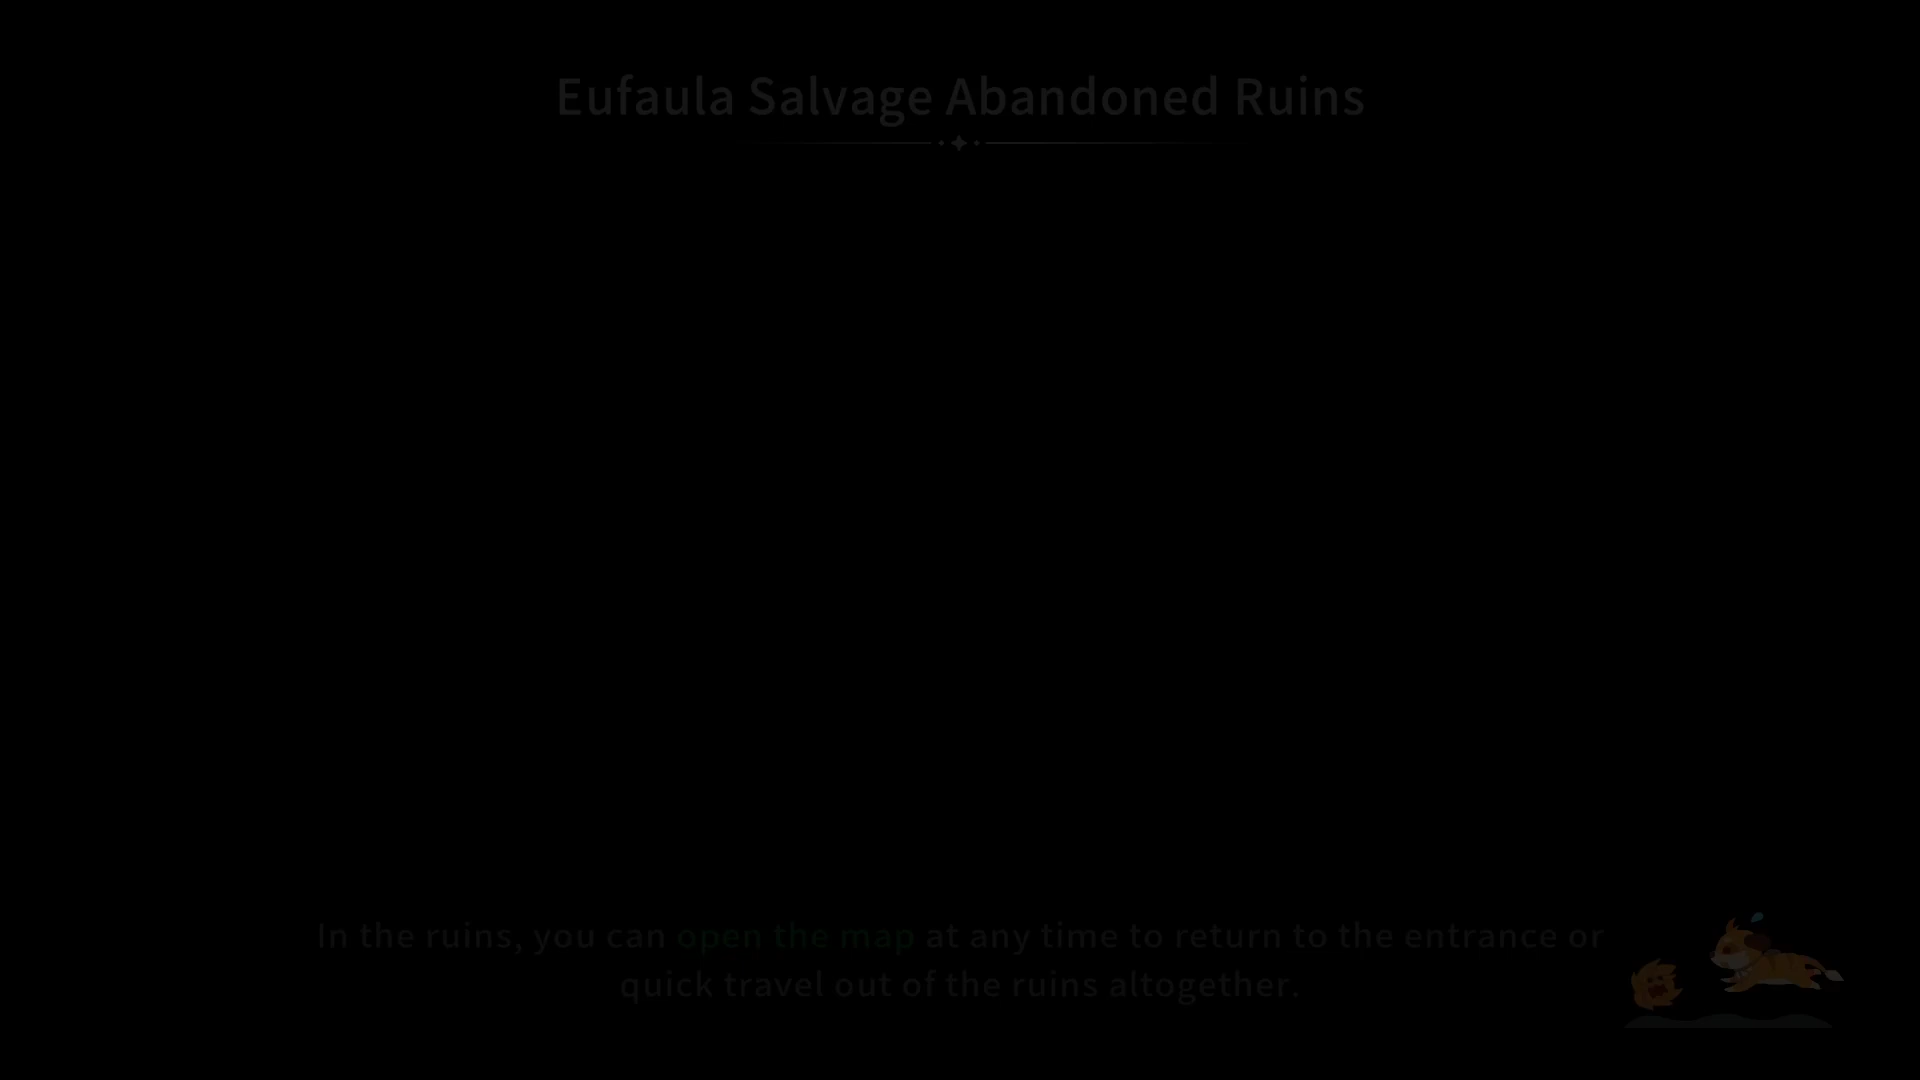 Eufaula Salvage Abandoned Ruins
In the ruins, you can open the map at any time to return to the entrance or
quick travel out of the ruins altogether.